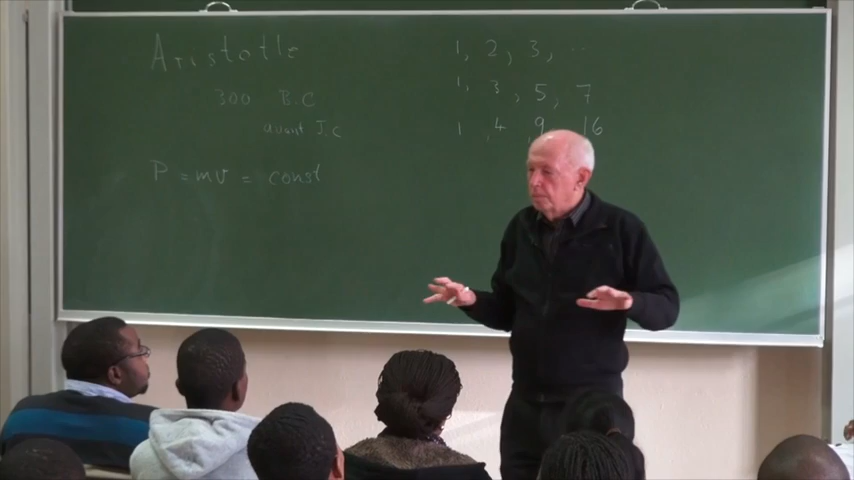 Aristotle
300 B.C
avant J.C
P = mv = const
1, 2, 3, ..
1, 3, 5, 7
1, 4, 9, 16